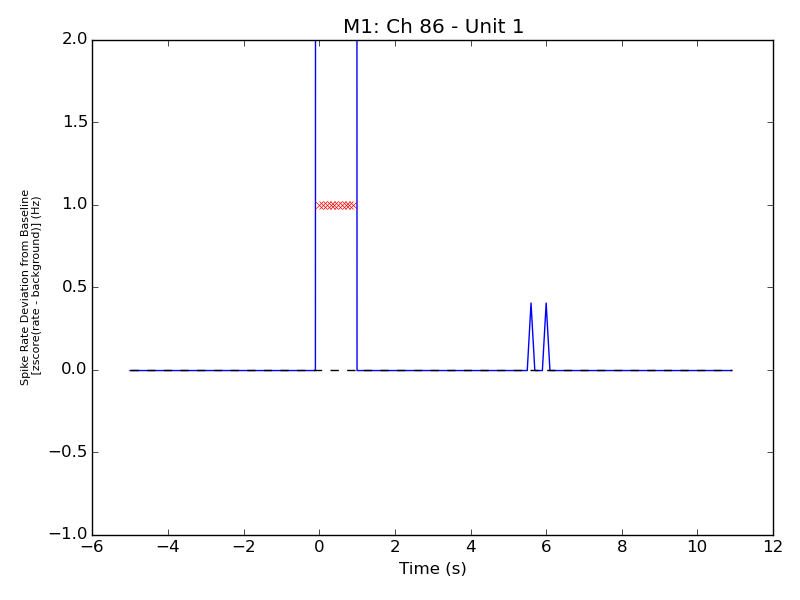 M1: Ch 86 - Unit 1
2.0
1.5
1.0
0.5
0.0
−0.5
−1.0
Spike Rate Deviation from Baseline
[zscore(rate - background)] (Hz)
−6 −4 −2 0 2 4 6 8 10 12
Time (s)